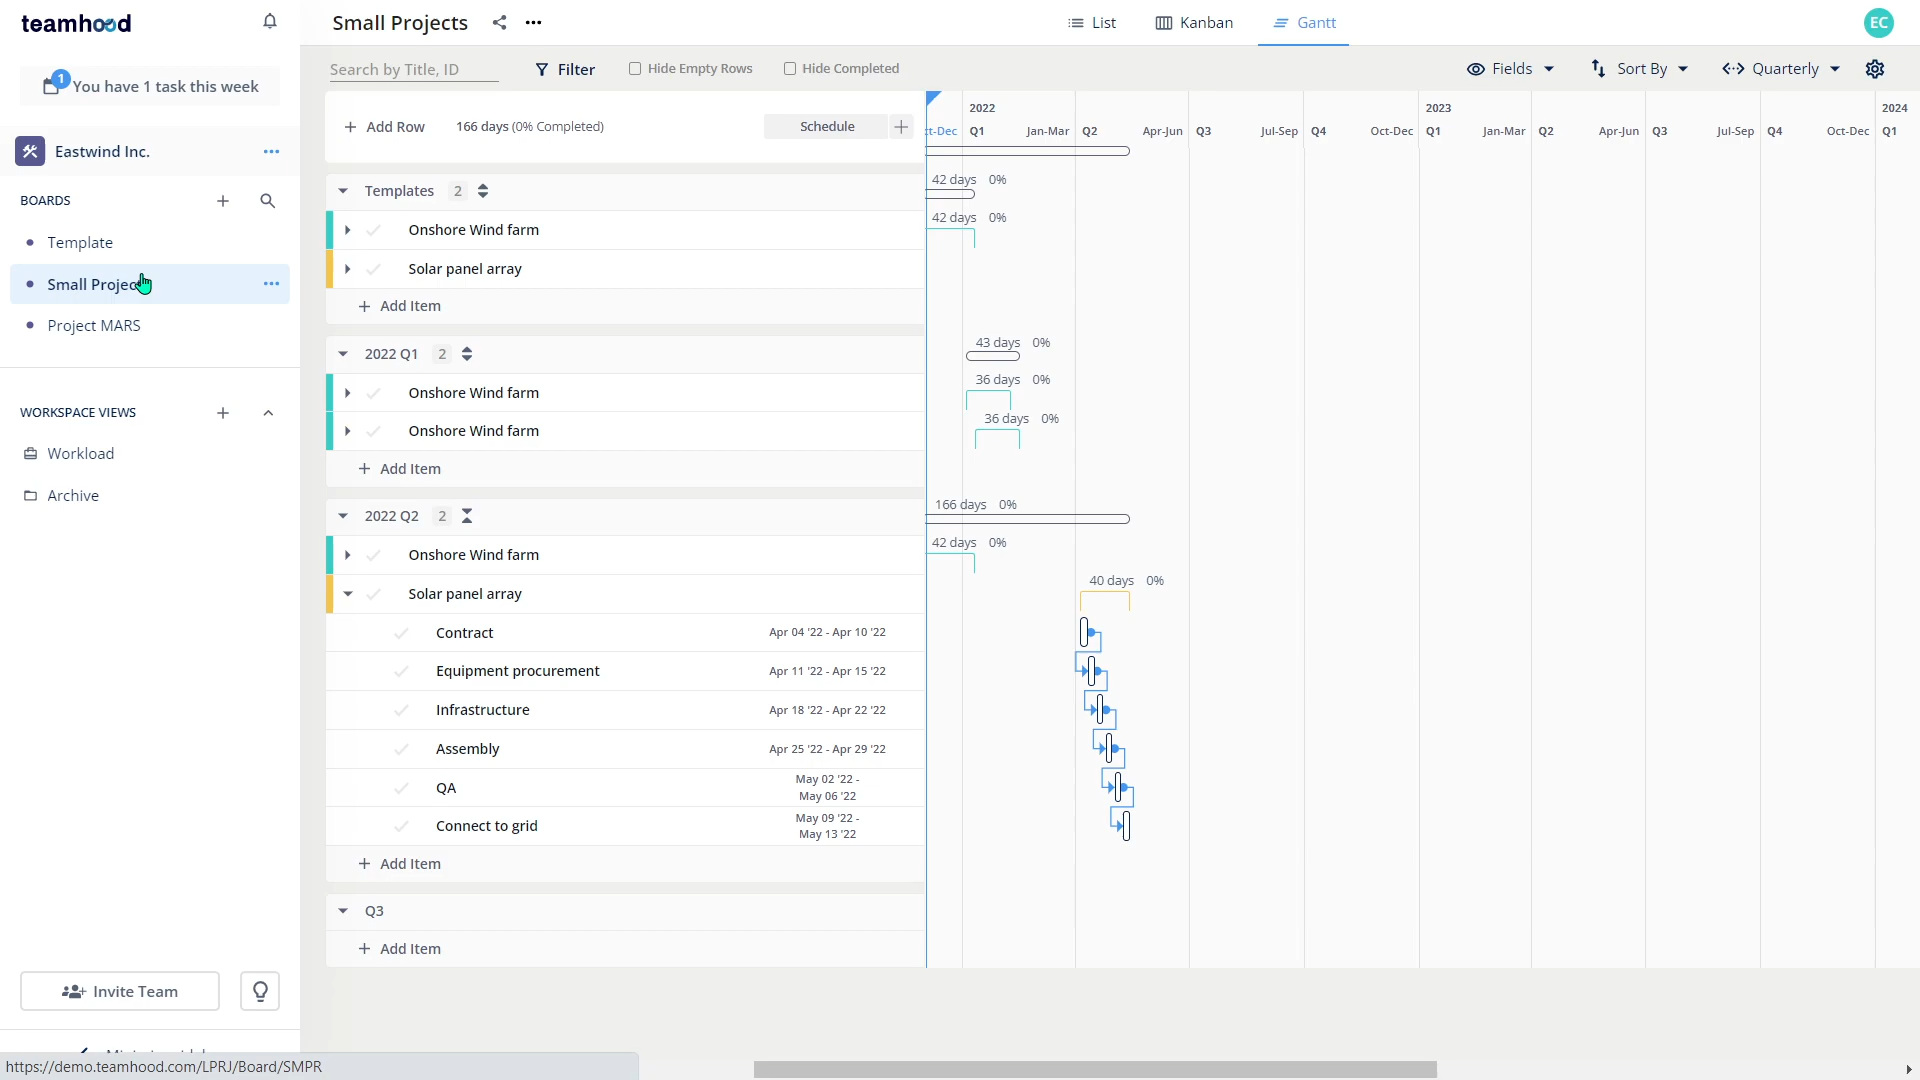 teamhood
1
You have 1 task this week
Eastwind Inc.
BOARDS
Template
Small Projec
Project MARS
WORKSPACE VIEWS
Workload
Archive
Invite Team
https://demo.teamhood.com/LPRJ/Board/SMPR
Small Projects
List
Kanban
Gantt
EC
Search by Title, ID
Filter
Hide Empty Rows
Hide Completed
Fields
Sort By
Quarterly
Add Row
166 days (0% Completed)
Schedule
2022
2023
2024
ct-Dec Q1 Jan-Mar Q2 Apr-Jun Q3 Jul-Sep Q4 Oct-Dec Q1 Jan-Mar Q2 Apr-Jun Q3 Jul-Sep Q4 Oct-Dec Q1
Templates 2
42 days 0%
Onshore Wind farm
42 days 0%
Solar panel array
Add Item
2022 Q1 2
43 days 0%
Onshore Wind farm
36 days 0%
Onshore Wind farm
36 days 0%
Add Item
2022 Q2 2
166 days 0%
Onshore Wind farm
42 days 0%
Solar panel array
40 days 0%
Contract
Apr 04 '22 - Apr 10 '22
Equipment procurement
Apr 11 '22 - Apr 15 '22
Infrastructure
Apr 18 '22 - Apr 22 '22
Assembly
Apr 25 '22 - Apr 29 '22
QA
May 02 '22 -
May 06 '22
Connect to grid
May 09 '22 -
May 13 '22
Add Item
Q3
Add Item